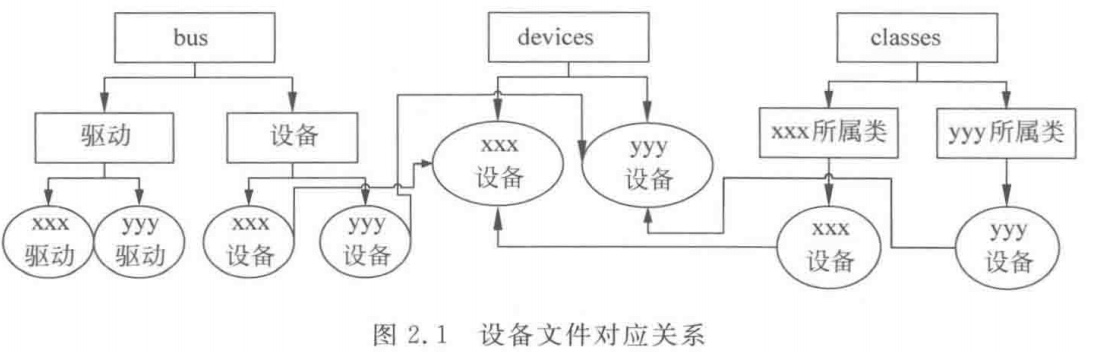 bus
devices
classes
驱动
设备
xxx所属类
yyy所属类
xxx
设备
yyy
设备
xxx
驱动
yyy
驱动
xxx
设备
yyy
设备
xxx
设备
yyy
设备
图 2.1 设备文件对应关系